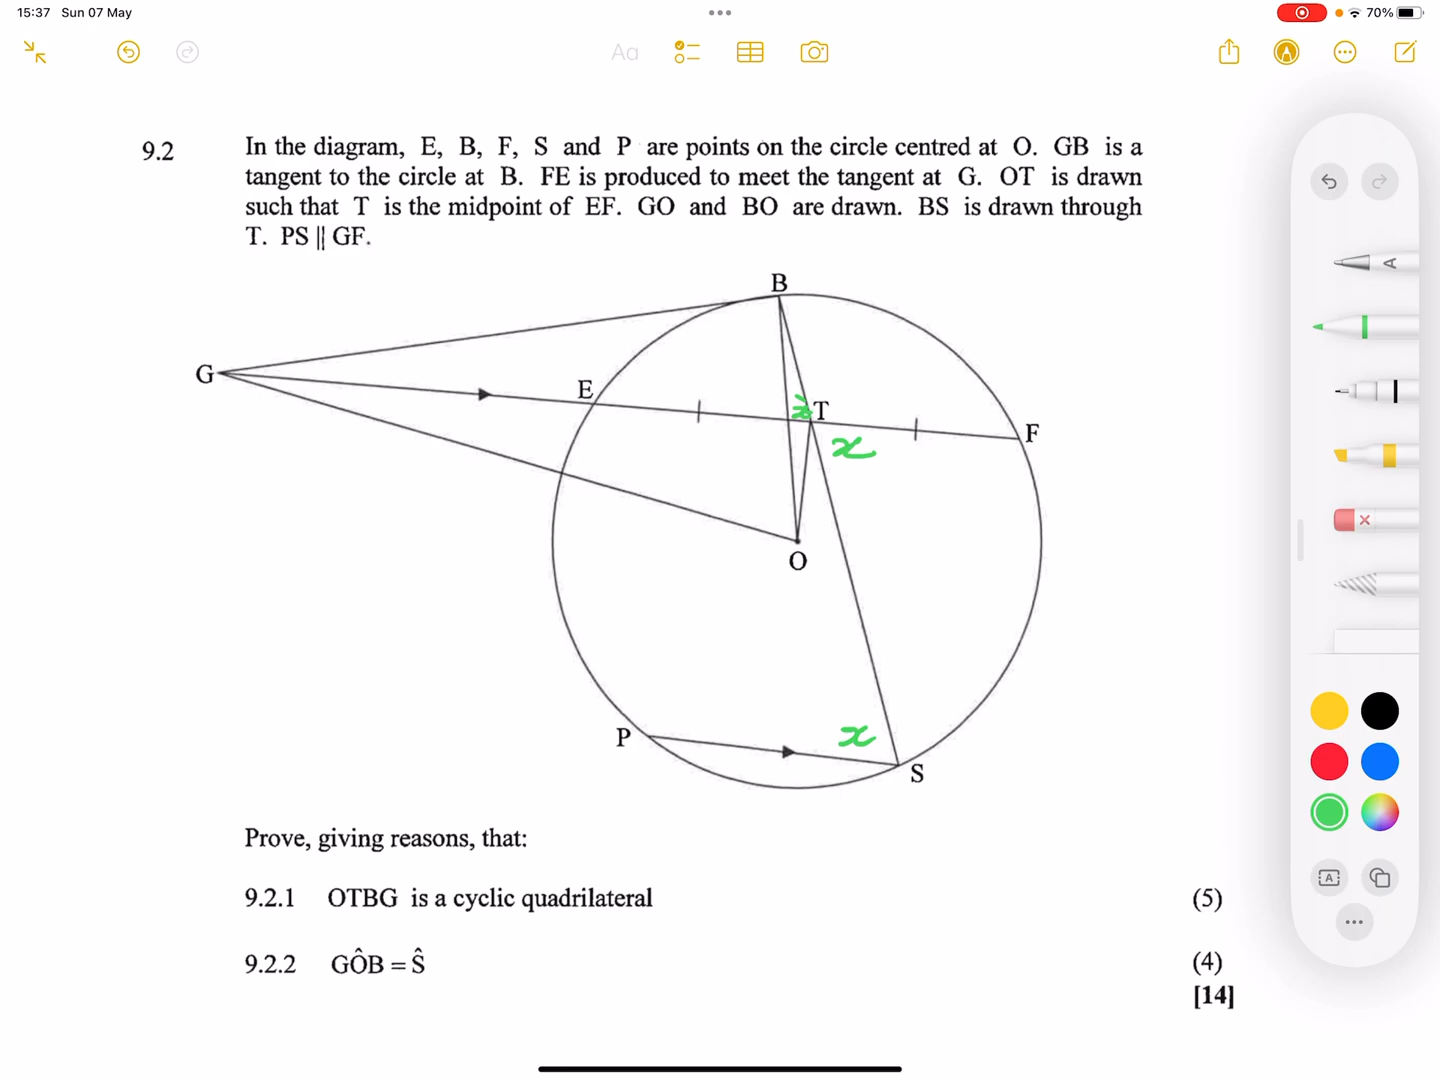 15:37 Sun 07 May
70%
Aa
9.2 In the diagram, E, B, F, S and P are points on the circle centred at O. GB is a
tangent to the circle at B. FE is produced to meet the tangent at G. OT is drawn
such that T is the midpoint of EF. GO and BO are drawn. BS is drawn through
T. PS || GF.
B
G
E
T
x
F
x
O
P
x
S
Prove, giving reasons, that:
9.2.1 OTBG is a cyclic quadrilateral (5)
9.2.2 GÔB = Ŝ (4)
[14]
A
A